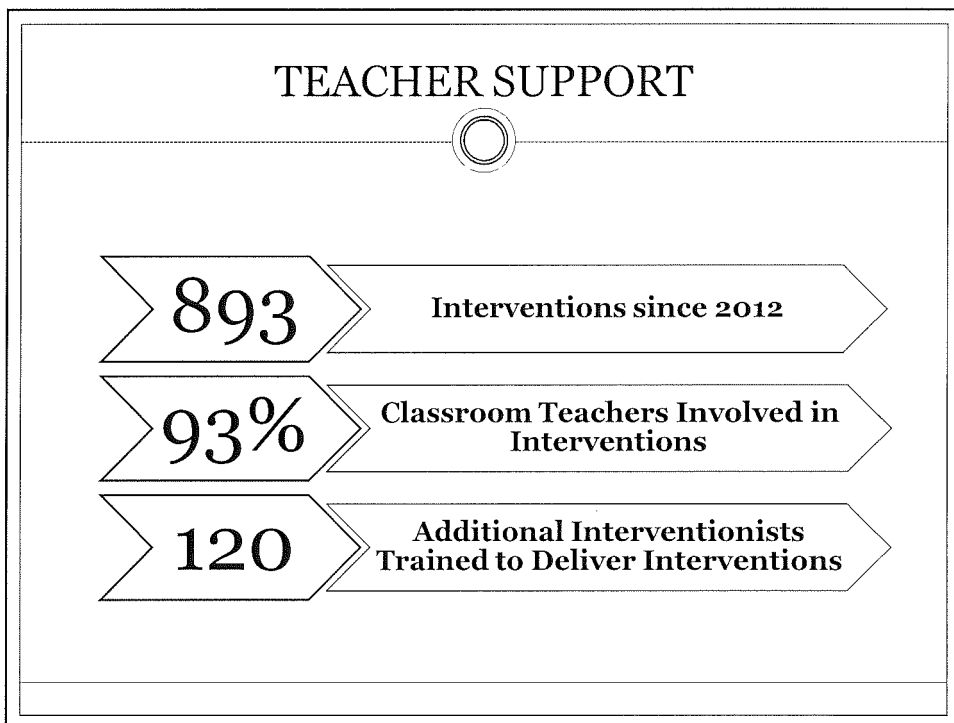 TEACHER SUPPORT
893
Interventions since 2012
93%
Classroom Teachers Involved in
Interventions
120
Additional Interventionists
Trained to Deliver Interventions